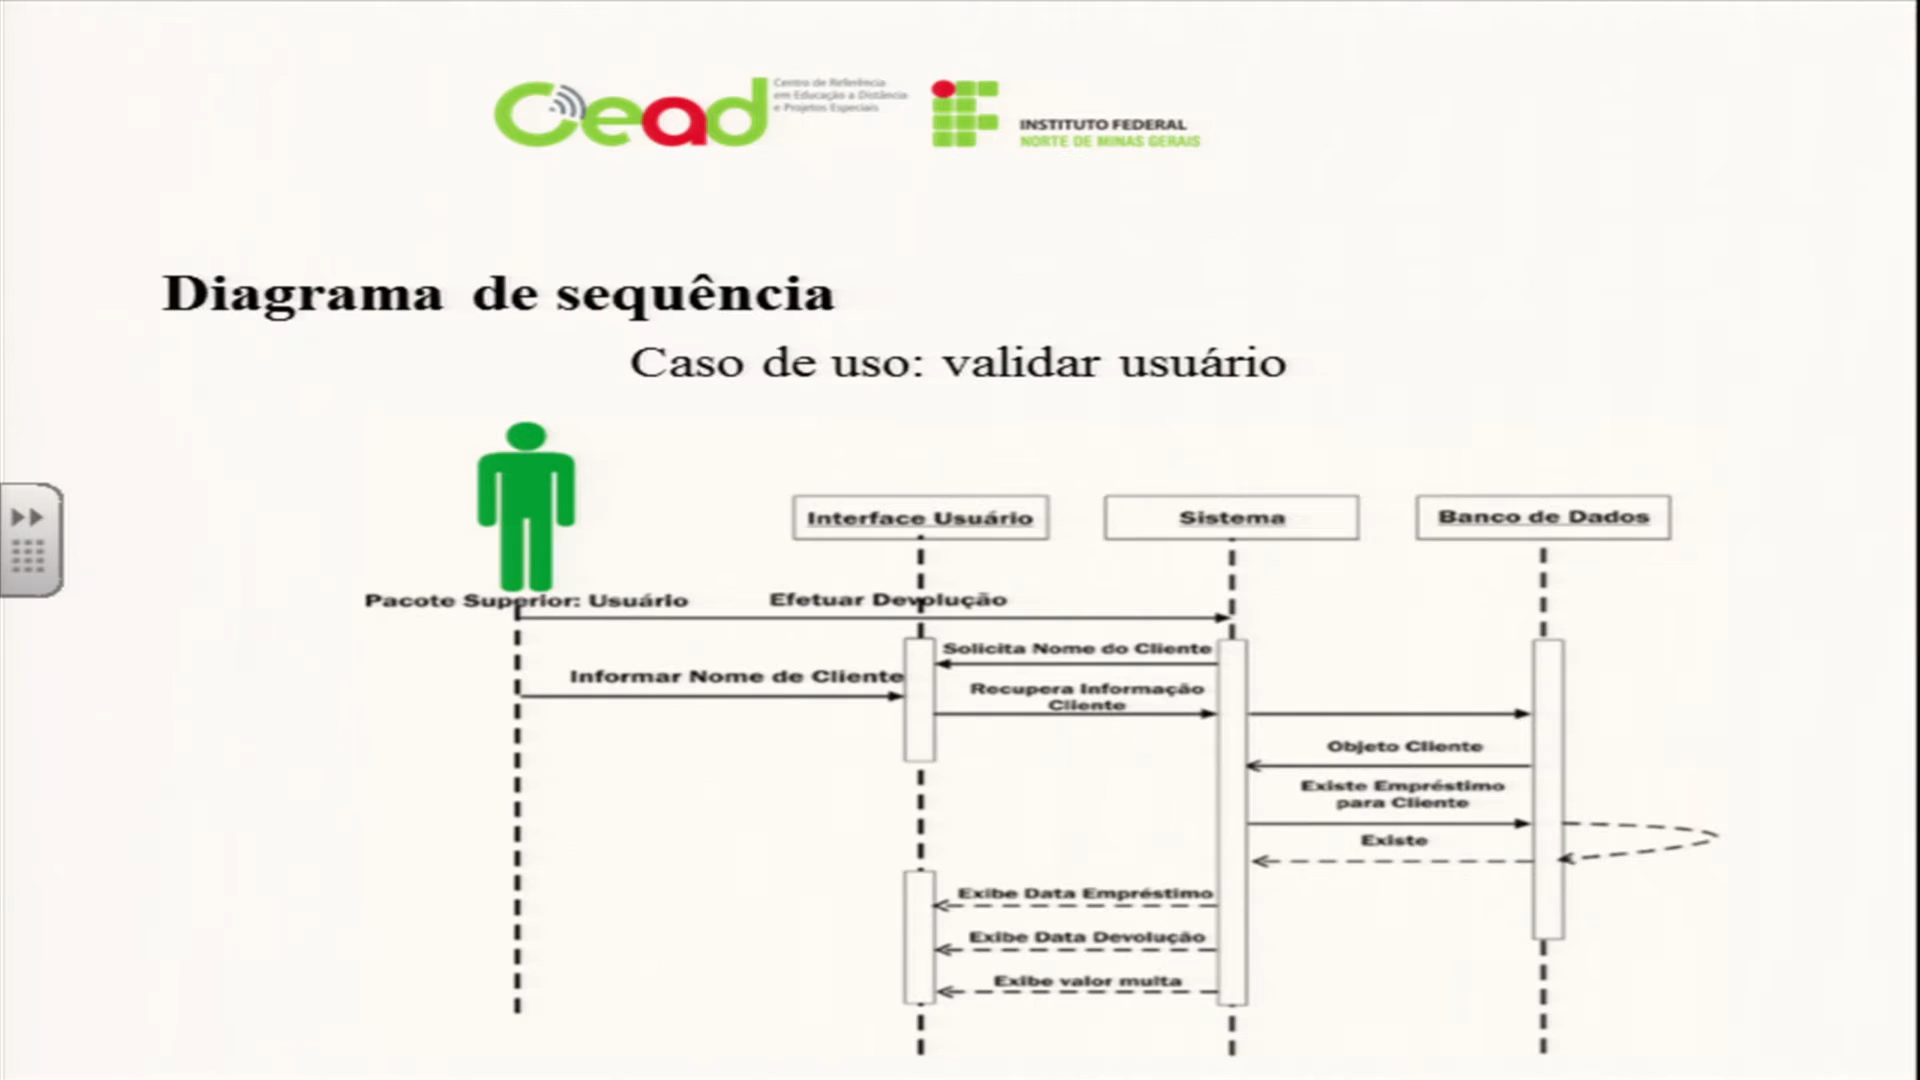 Cead
Centro de Referência
em Educação a Distância
e Projetos Especiais
INSTITUTO FEDERAL
NORTE DE MINAS GERAIS
Diagrama de sequência
Caso de uso: validar usuário
Interface Usuário
Sistema
Banco de Dados
Pacote Superior: Usuário
Efetuar Devolução
Solicita Nome do Cliente
Informar Nome de Cliente
Recupera Informação
Cliente
Objeto Cliente
Existe Empréstimo
para Cliente
Existe
Exibe Data Empréstimo
Exibe Data Devolução
Exibe valor multa